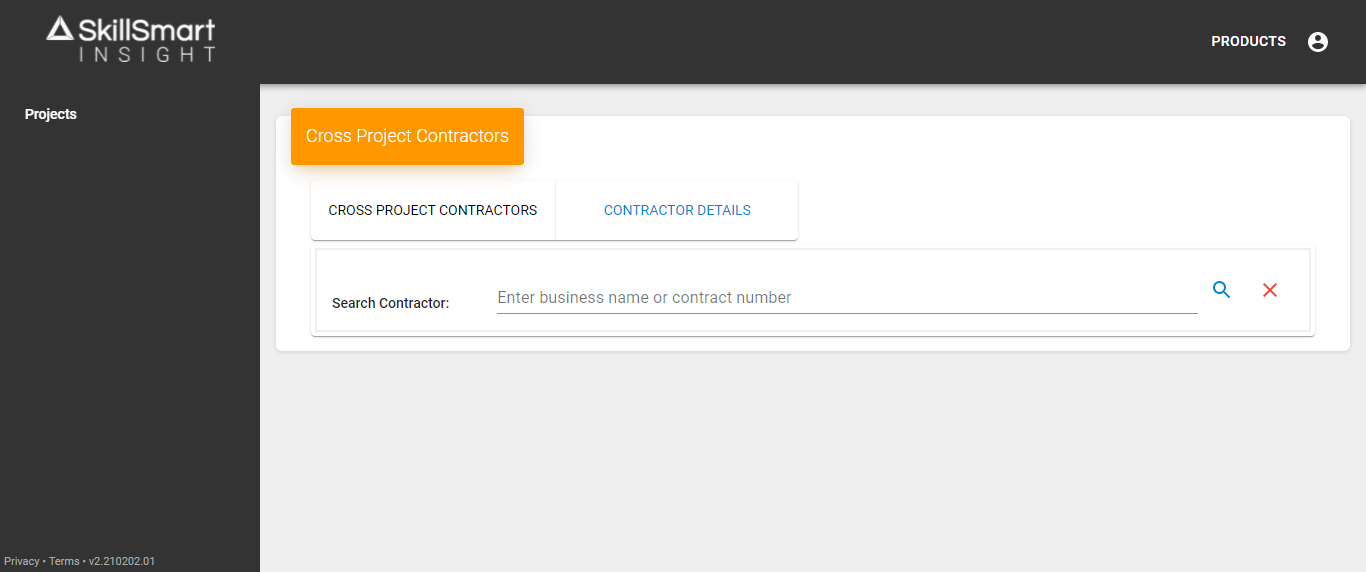 SkillSmart
INSIGHT
PRODUCTS
Projects
Cross Project Contractors
CROSS PROJECT CONTRACTORS
CONTRACTOR DETAILS
Search Contractor:
Enter business name or contract number
Privacy • Terms • v2.210202.01